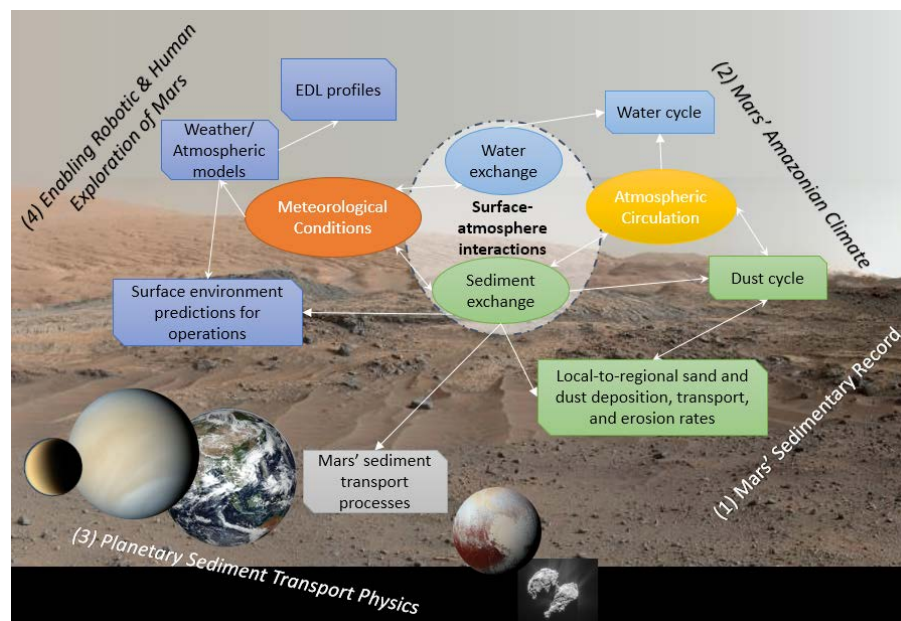 (4) Enabling Robotic & Human
Exploration of Mars
EDL profiles
Weather/
Atmospheric
models
Water
exchange
Water cycle
(2) Mars' Amazonian Climate
Meteorological
Conditions
Surface-
atmosphere
interactions
Atmospheric
Circulation
Sediment
exchange
Dust cycle
Surface environment
predictions for
operations
Local-to-regional sand and
dust deposition, transport,
and erosion rates
(1) Mars' Sedimentary Record
Mars' sediment
transport
processes
(3) Planetary Sediment Transport Physics